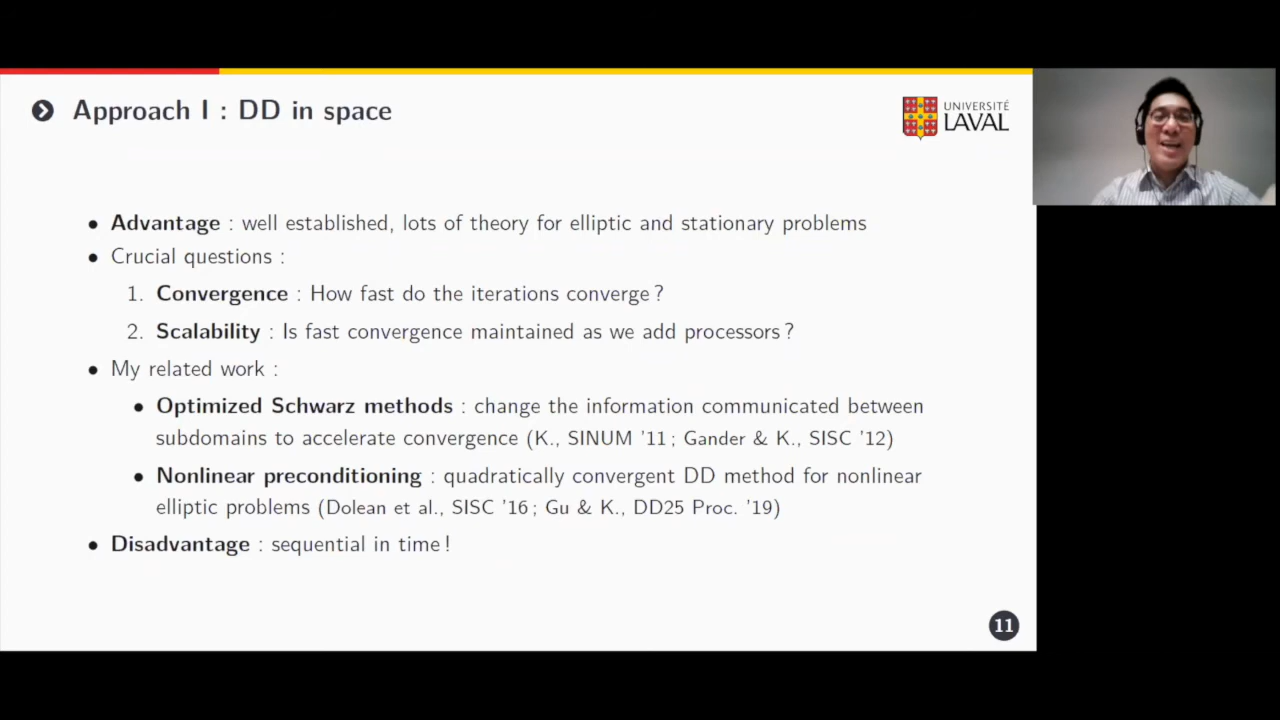 Approach I : DD in space
UNIVERSITÉ
LAVAL
• Advantage : well established, lots of theory for elliptic and stationary problems
• Crucial questions :
1. Convergence : How fast do the iterations converge ?
2. Scalability : Is fast convergence maintained as we add processors ?
• My related work :
• Optimized Schwarz methods : change the information communicated between
subdomains to accelerate convergence (K., SINUM '11 ; Gander & K., SISC '12)
• Nonlinear preconditioning : quadratically convergent DD method for nonlinear
elliptic problems (Dolean et al., SISC '16 ; Gu & K., DD25 Proc. '19)
• Disadvantage : sequential in time !
11